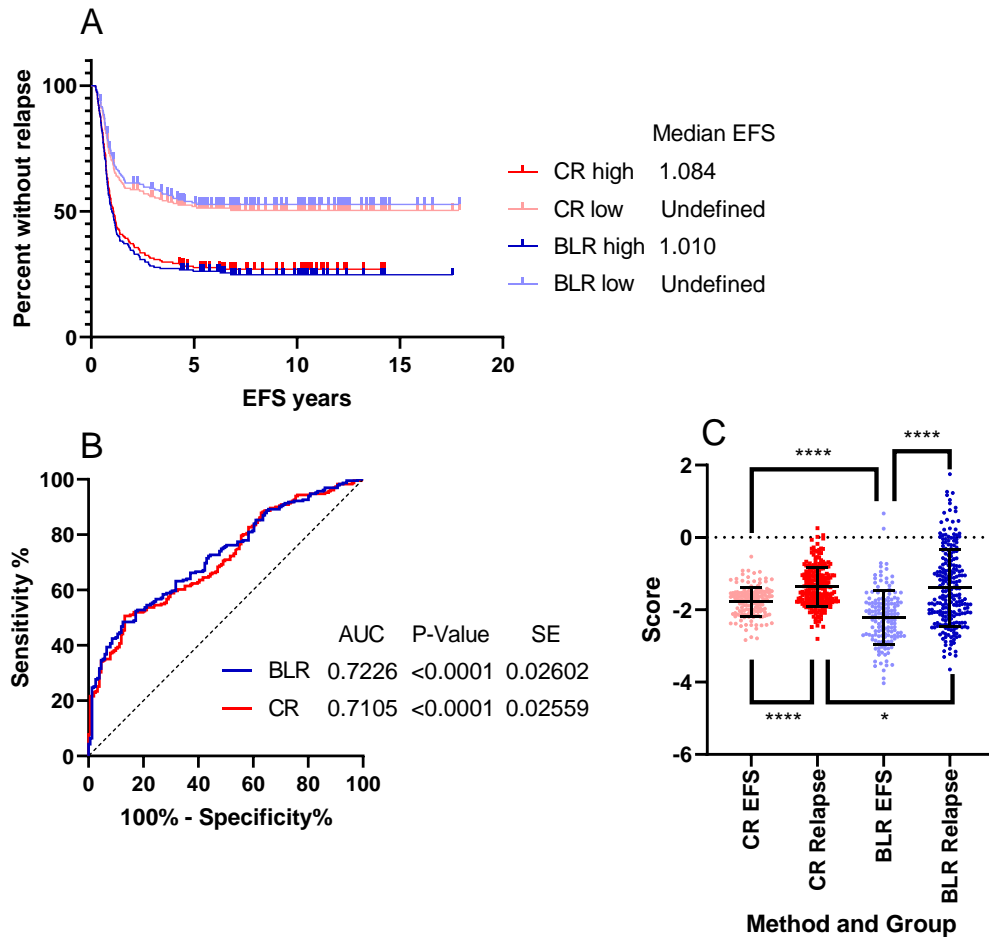 A
Percent without relapse
100
50
0
0 5 10 15 20
EFS years
Median EFS
CR high 1.084
CR low Undefined
BLR high 1.010
BLR low Undefined
B
Sensitivity %
100
80
60
40
20
0
0 20 40 60 80 100
100% - Specificity%
AUC P-Value SE
BLR 0.7226 <0.0001 0.02602
CR 0.7105 <0.0001 0.02559
C
Score
2
0
-2
-4
-6
****
****
****
*
CR EFS
CR Relapse
BLR EFS
BLR Relapse
Method and Group